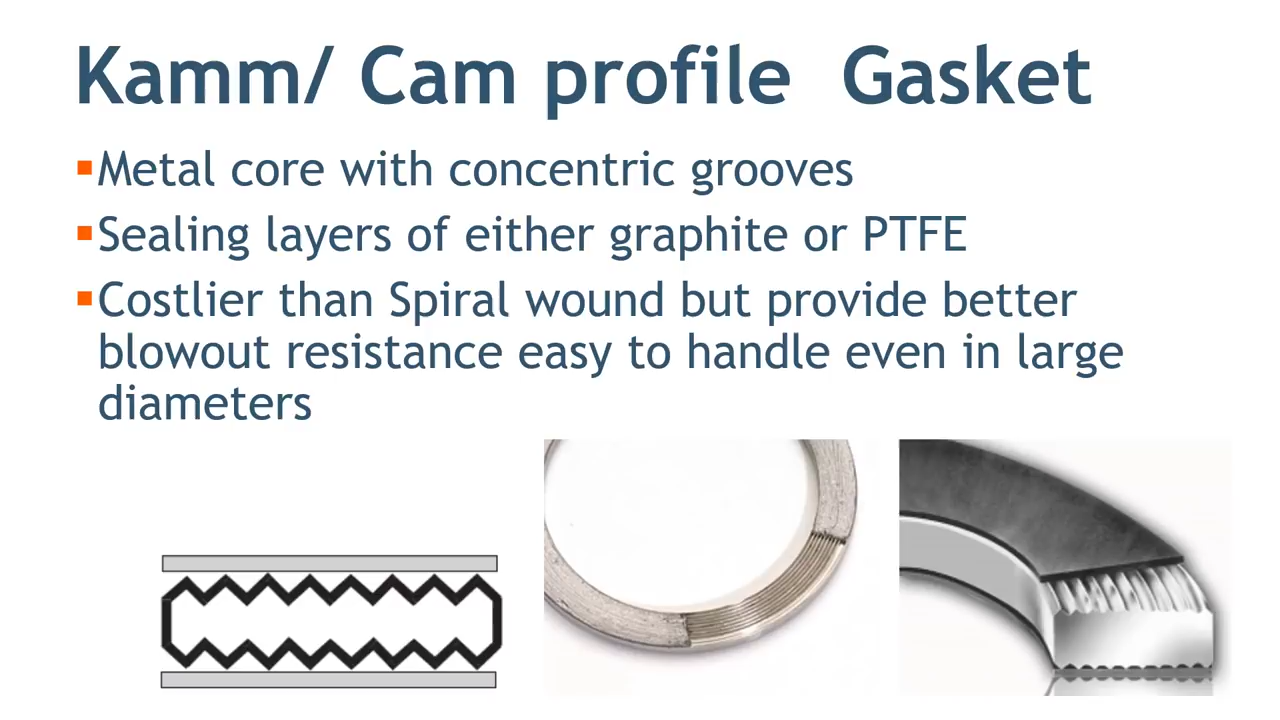 Kamm/ Cam profile  Gasket
▪Metal core with concentric grooves
▪Sealing layers of either graphite or PTFE
▪Costlier than Spiral wound but provide better
blowout resistance easy to handle even in large
diameters